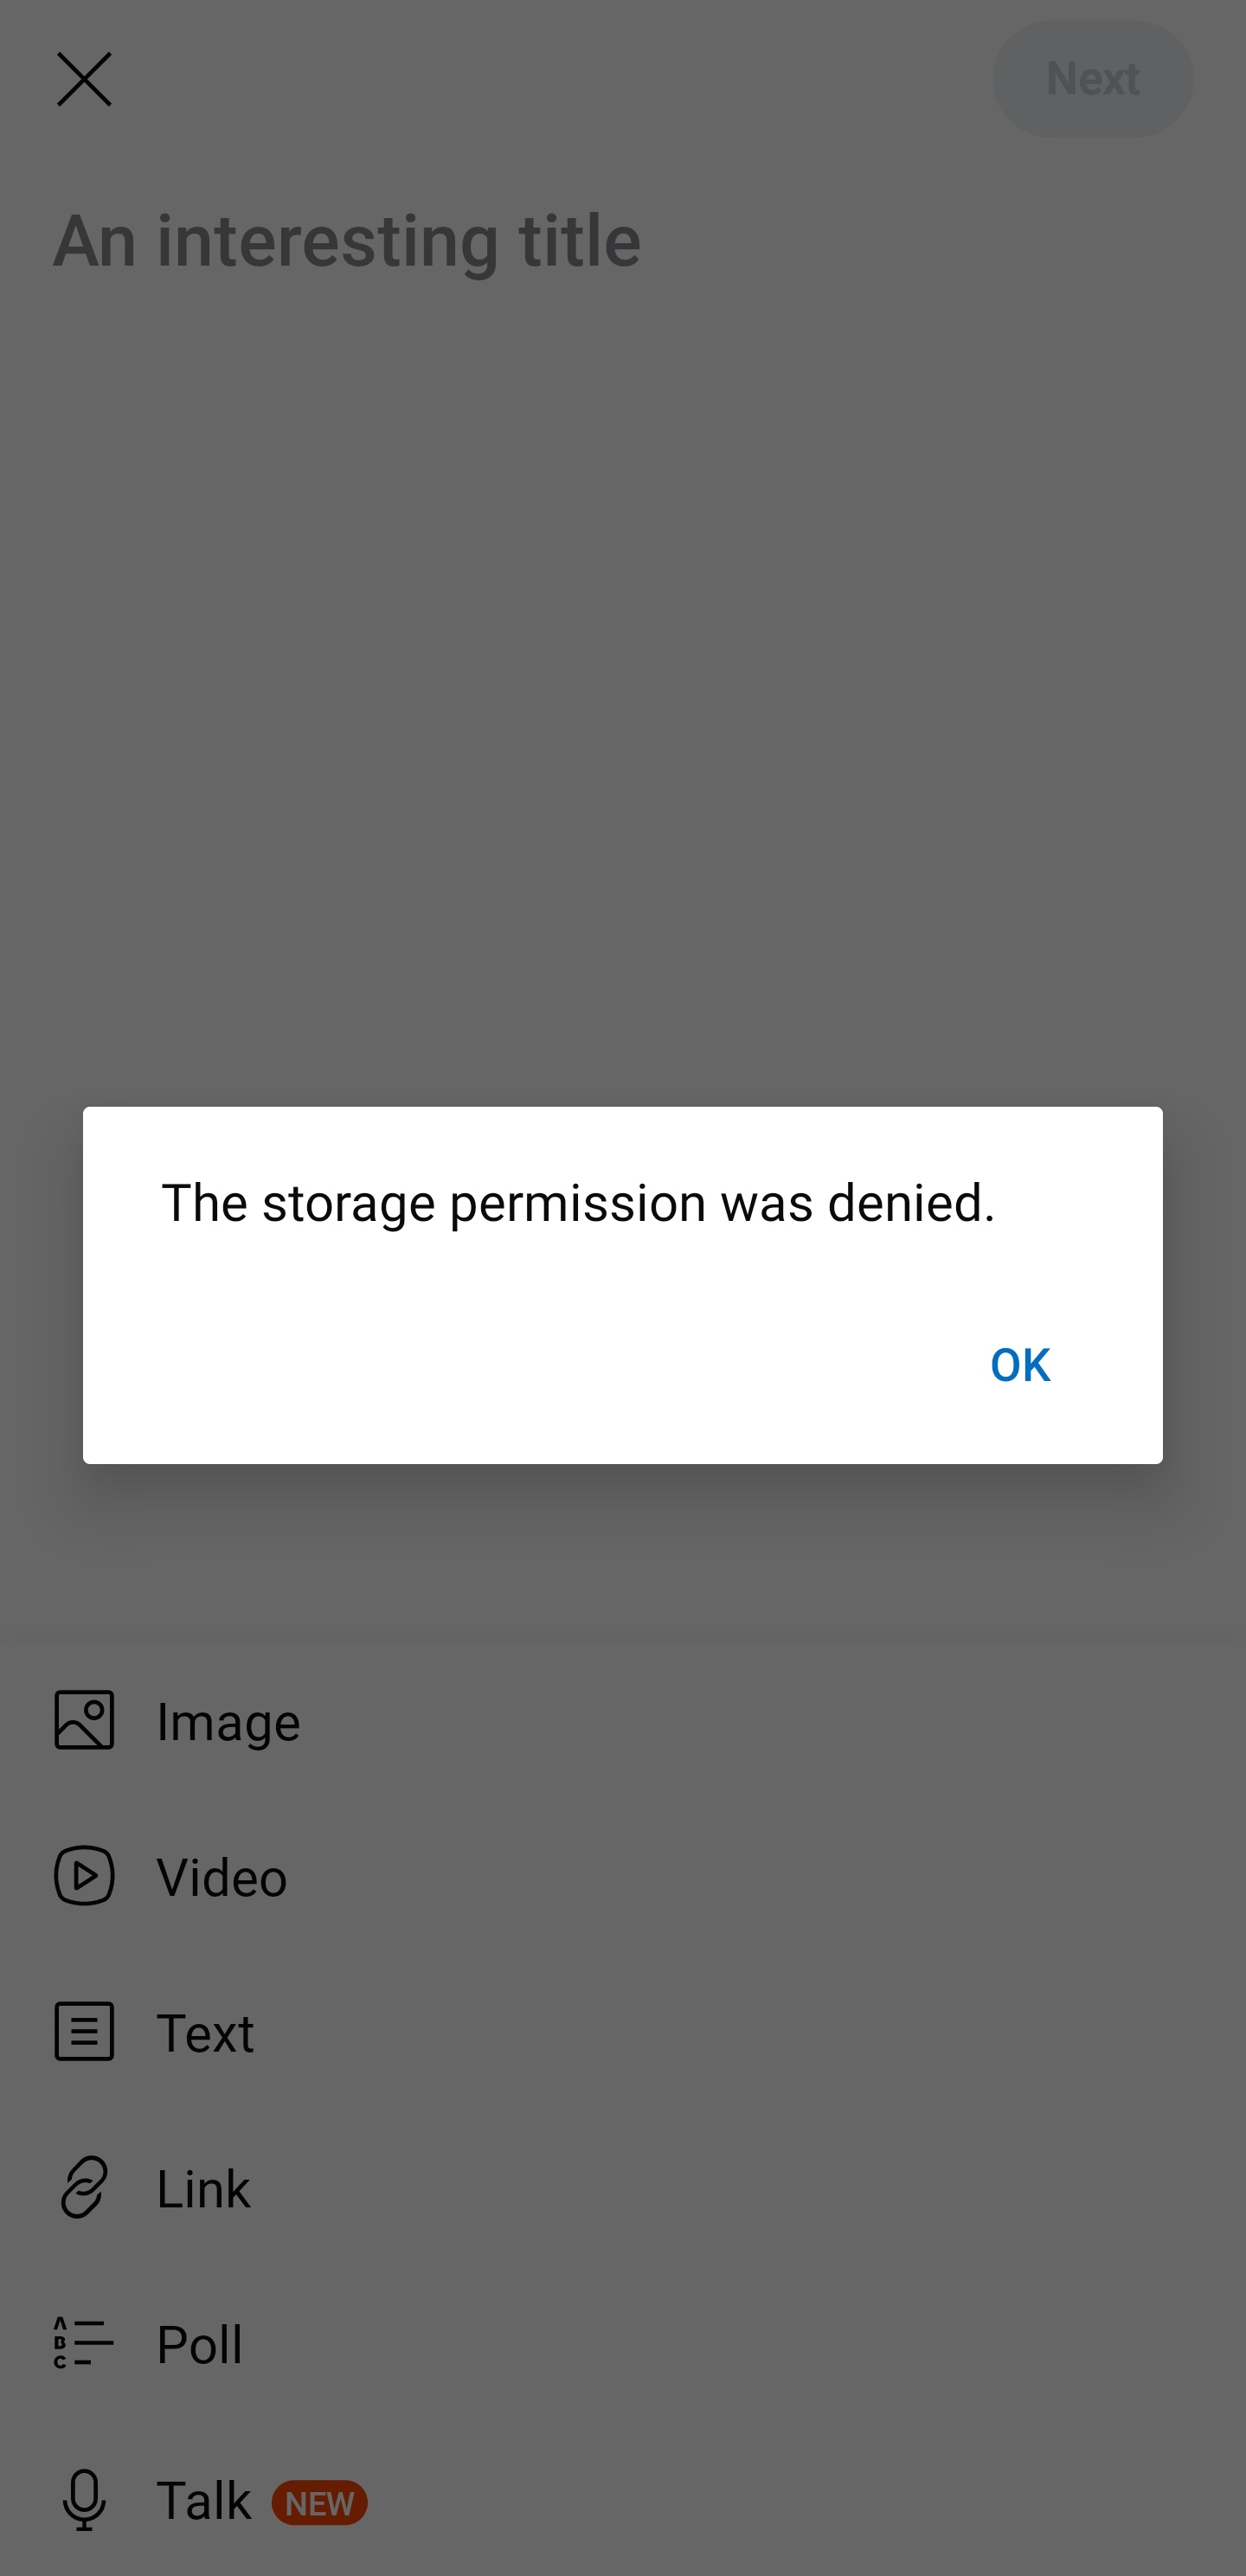 Next
An interesting title
The storage permission was denied.
OK
Image
Video
Text
Link
A
B
C
Poll
Talk NEW